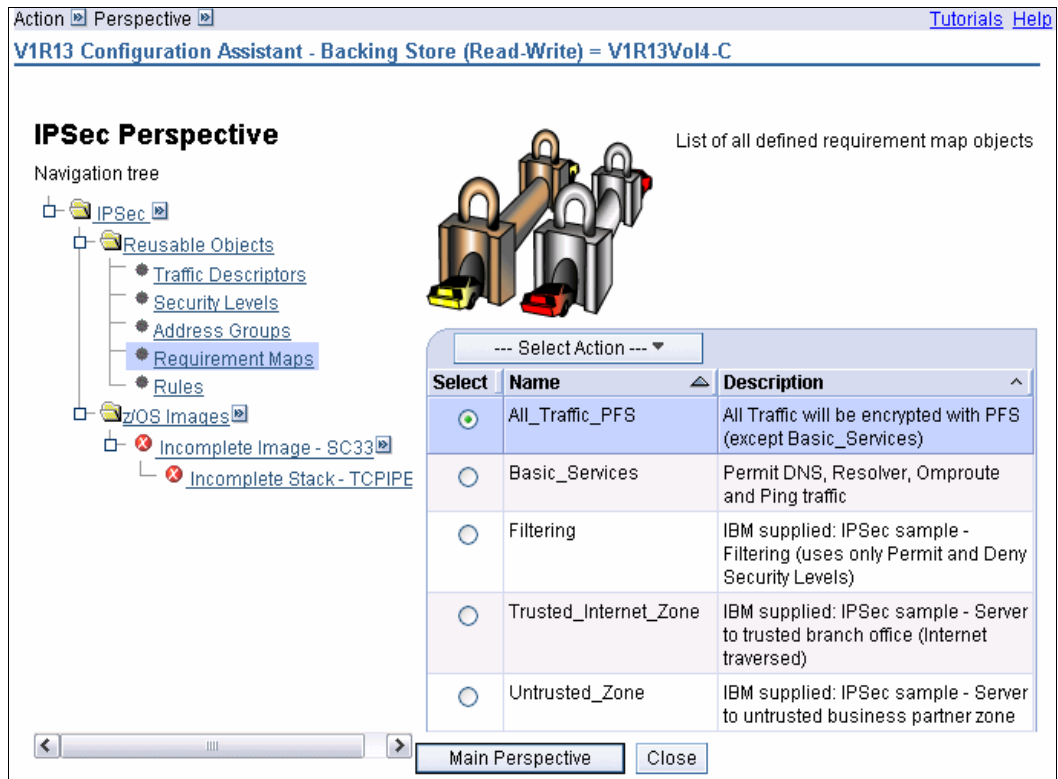 Action Perspective Tutorials Help
V1R13 Configuration Assistant - Backing Store (Read-Write) = V1R13Vol4-C
IPSec Perspective
Navigation tree
IPSec
Reusable Objects
Traffic Descriptors
Security Levels
Address Groups
Requirement Maps
Rules
z/OS Images
Incomplete Image - SC33
Incomplete Stack - TCPIPE
List of all defined requirement map objects
--- Select Action ---
Select Name Description
All_Traffic_PFS All Traffic will be encrypted with PFS
(except Basic_Services)
Basic_Services Permit DNS, Resolver, Omproute
and Ping traffic
Filtering IBM supplied: IPSec sample -
Filtering (uses only Permit and Deny
Security Levels)
Trusted_Internet_Zone IBM supplied: IPSec sample - Server
to trusted branch office (Internet
traversed)
Untrusted_Zone IBM supplied: IPSec sample - Server
to untrusted business partner zone
Main Perspective Close